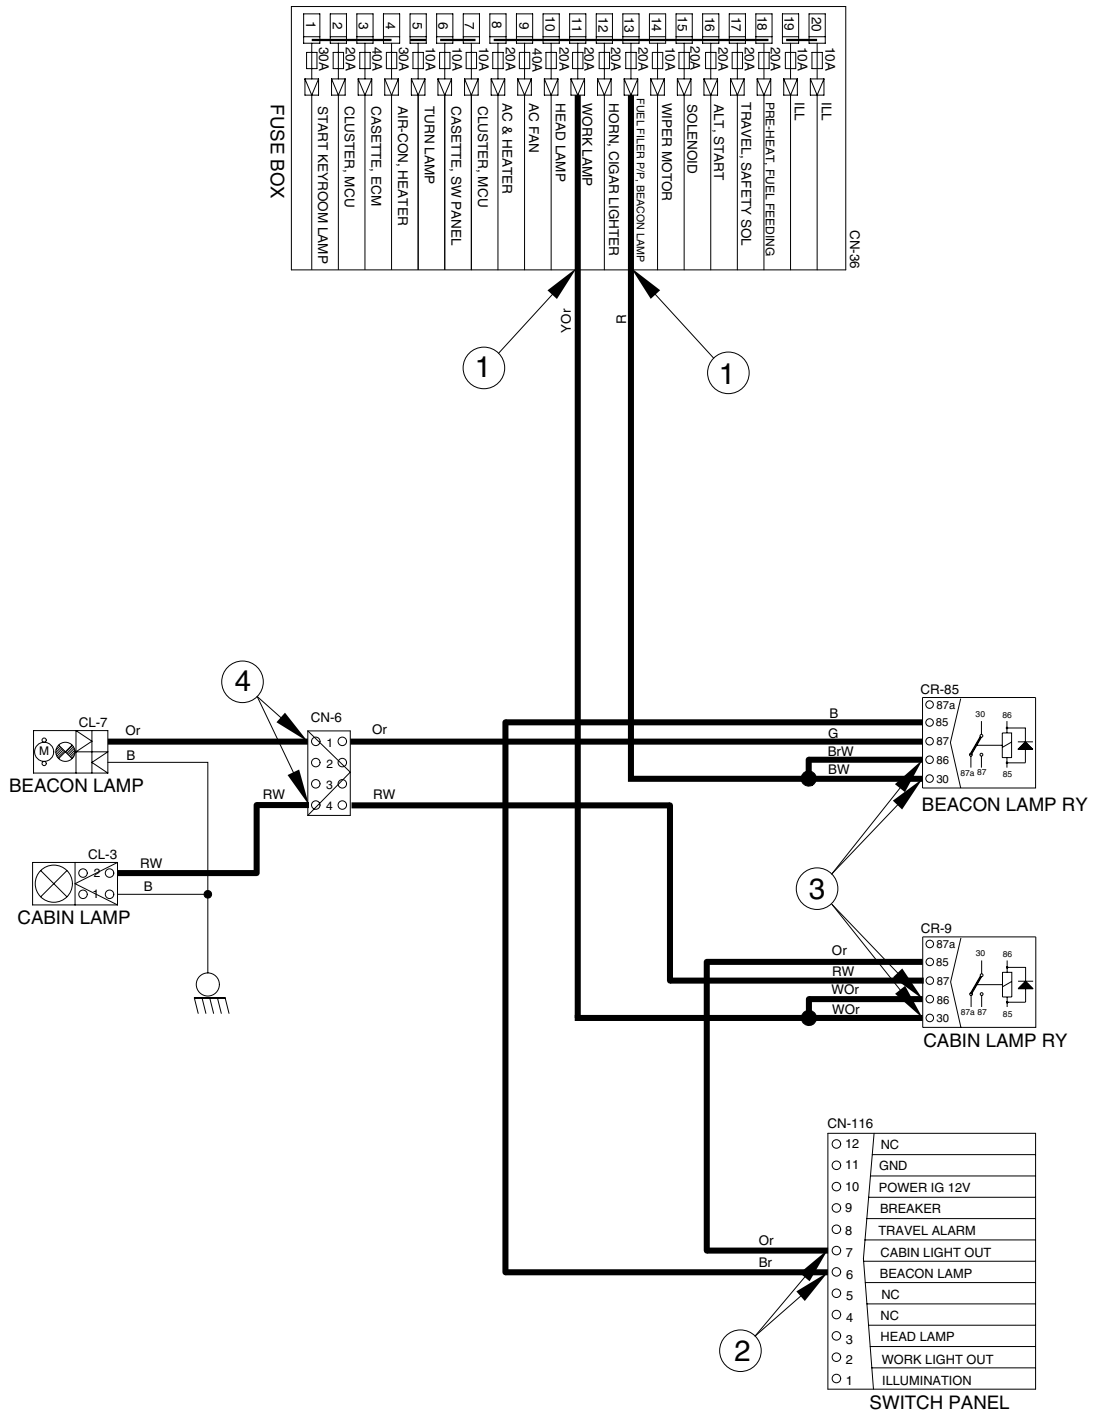 1 2 3 4 5 6 7 8 9 10 11 12 13 14 15 16 17 18 19 20
30A 20A 40A 30A 10A 10A 10A 20A 40A 20A 20A 20A 20A 10A 20A 20A 20A 20A 10A 10A
START KEYROOM LAMP
CLUSTER, MCU
CASETTE, ECM
AIR-CON, HEATER
TURN LAMP
CASETTE, SW PANEL
CLUSTER, MCU
AC & HEATER
AC FAN
HEAD LAMP
WORK LAMP
HORN, CIGAR LIGHTER
FUEL FILER P/P, BEACON LAMP
WIPER MOTOR
SOLENOID
ALT, START
TRAVEL, SAFETY SOL
PRE-HEAT, FUEL FEEDING
ILL
ILL
FUSE BOX
CN-36
YOr
R
1
1
4
CL-7
M
Or
B
BEACON LAMP
CN-6
1
2
3
4
Or
RW
RW
CL-3
2
1
RW
B
CABIN LAMP
CR-85
87a
85
87
86
30
B
G
BrW
BW
30
86
87a
87
85
BEACON LAMP RY
3
CR-9
87a
85
87
86
30
Or
RW
WOr
WOr
30
86
87a
87
85
CABIN LAMP RY
CN-116
12 NC
11 GND
10 POWER IG 12V
9 BREAKER
8 TRAVEL ALARM
7 CABIN LIGHT OUT
6 BEACON LAMP
5 NC
4 NC
3 HEAD LAMP
2 WORK LIGHT OUT
1 ILLUMINATION
Or
Br
2
SWITCH PANEL